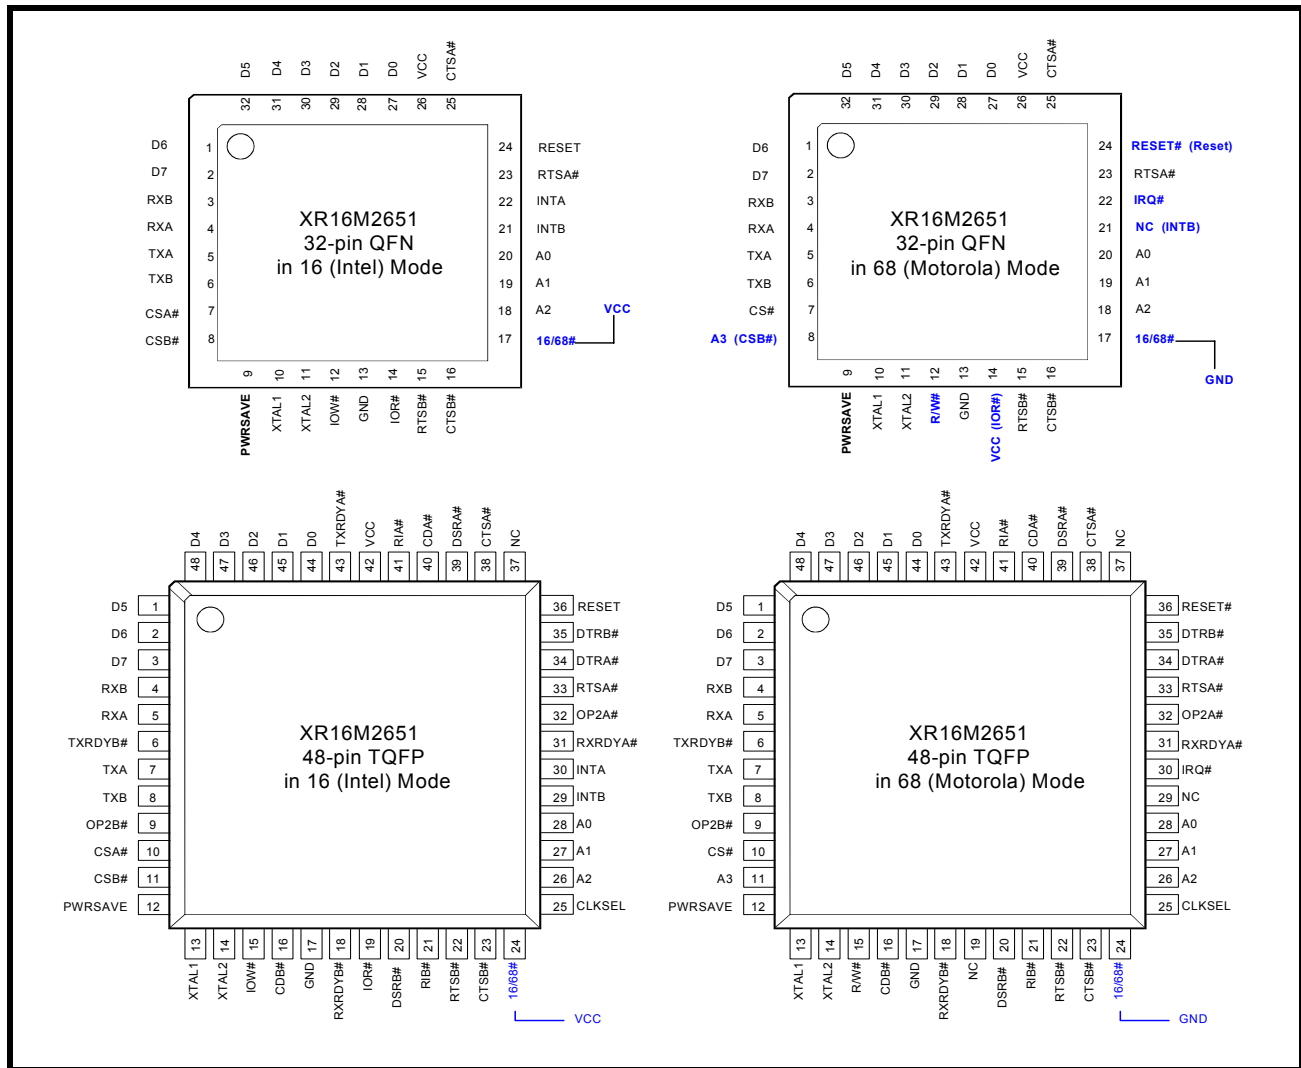 D5 D4 D3 D2 D1 D0 VCC CTSA#
32 31 30 29 28 27 26 25
D6 1
D7 2
RXB 3
RXA 4
TXA 5
TXB 6
CSA# 7
CSB# 8
XR16M2651
32-pin QFN
in 16 (Intel) Mode
24 RESET
23 RTSA#
22 INTA
21 INTB
20 A0
19 A1
18 A2 VCC
17 16/68#
9 10 11 12 13 14 15 16
PWRSAVE XTAL1 XTAL2 IOW# GND IOR# RTSB# CTSB#
D5 D4 D3 D2 D1 D0 VCC CTSA#
32 31 30 29 28 27 26 25
D6 1
D7 2
RXB 3
RXA 4
TXA 5
TXB 6
CS# 7
A3 (CSB#) 8
XR16M2651
32-pin QFN
in 68 (Motorola) Mode
24 RESET# (Reset)
23 RTSA#
22 IRQ#
21 NC (INTB)
20 A0
19 A1
18 A2
17 16/68#
GND
9 10 11 12 13 14 15 16
PWRSAVE XTAL1 XTAL2 R/W# GND VCC (IOR#) RTSB# CTSB#
D4 D3 D2 D1 D0 TXRDYA# VCC RIA# CDA# DSRA# CTSA# NC
48 47 46 45 44 43 42 41 40 39 38 37
D5 1
D6 2
D7 3
RXB 4
RXA 5
TXRDYB# 6
TXA 7
TXB 8
OP2B# 9
CSA# 10
CSB# 11
PWRSAVE 12
XR16M2651
48-pin TQFP
in 16 (Intel) Mode
36 RESET
35 DTRB#
34 DTRA#
33 RTSA#
32 OP2A#
31 RXRDYA#
30 INTA
29 INTB
28 A0
27 A1
26 A2
25 CLKSEL
13 14 15 16 17 18 19 20 21 22 23 24
XTAL1 XTAL2 IOW# CDB# GND RXRDYB# IOR# DSRB# RIB# RTSB# CTSB# 16/68#
VCC
D4 D3 D2 D1 D0 TXRDYA# VCC RIA# CDA# DSRA# CTSA# NC
48 47 46 45 44 43 42 41 40 39 38 37
D5 1
D6 2
D7 3
RXB 4
RXA 5
TXRDYB# 6
TXA 7
TXB 8
OP2B# 9
CS# 10
A3 11
PWRSAVE 12
XR16M2651
48-pin TQFP
in 68 (Motorola) Mode
36 RESET#
35 DTRB#
34 DTRA#
33 RTSA#
32 OP2A#
31 RXRDYA#
30 IRQ#
29 NC
28 A0
27 A1
26 A2
25 CLKSEL
13 14 15 16 17 18 19 20 21 22 23 24
XTAL1 XTAL2 R/W# CDB# GND RXRDYB# NC DSRB# RIB# RTSB# CTSB# 16/68#
GND